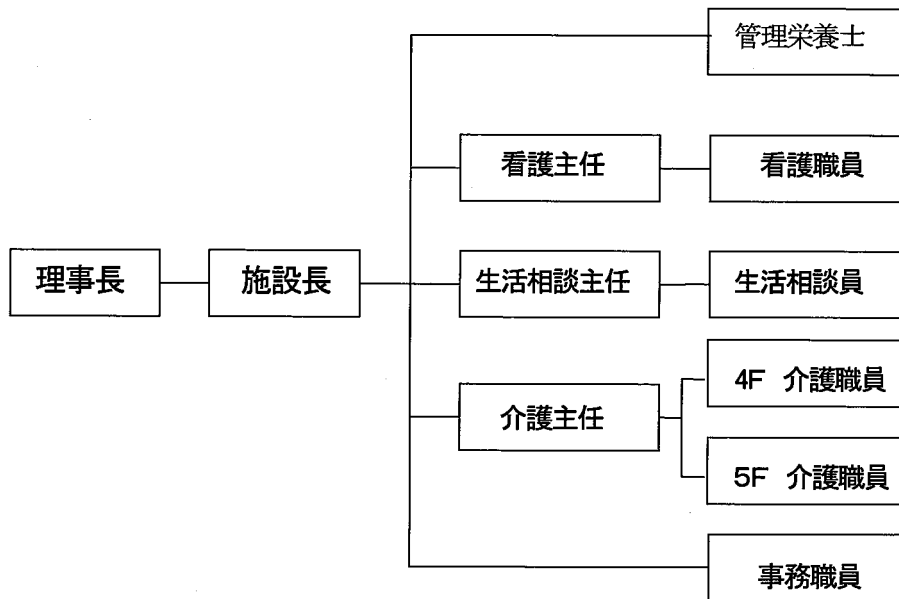 管理栄養士
看護主任
看護職員
理事長
施設長
生活相談主任
生活相談員
4F 介護職員
介護主任
5F 介護職員
事務職員